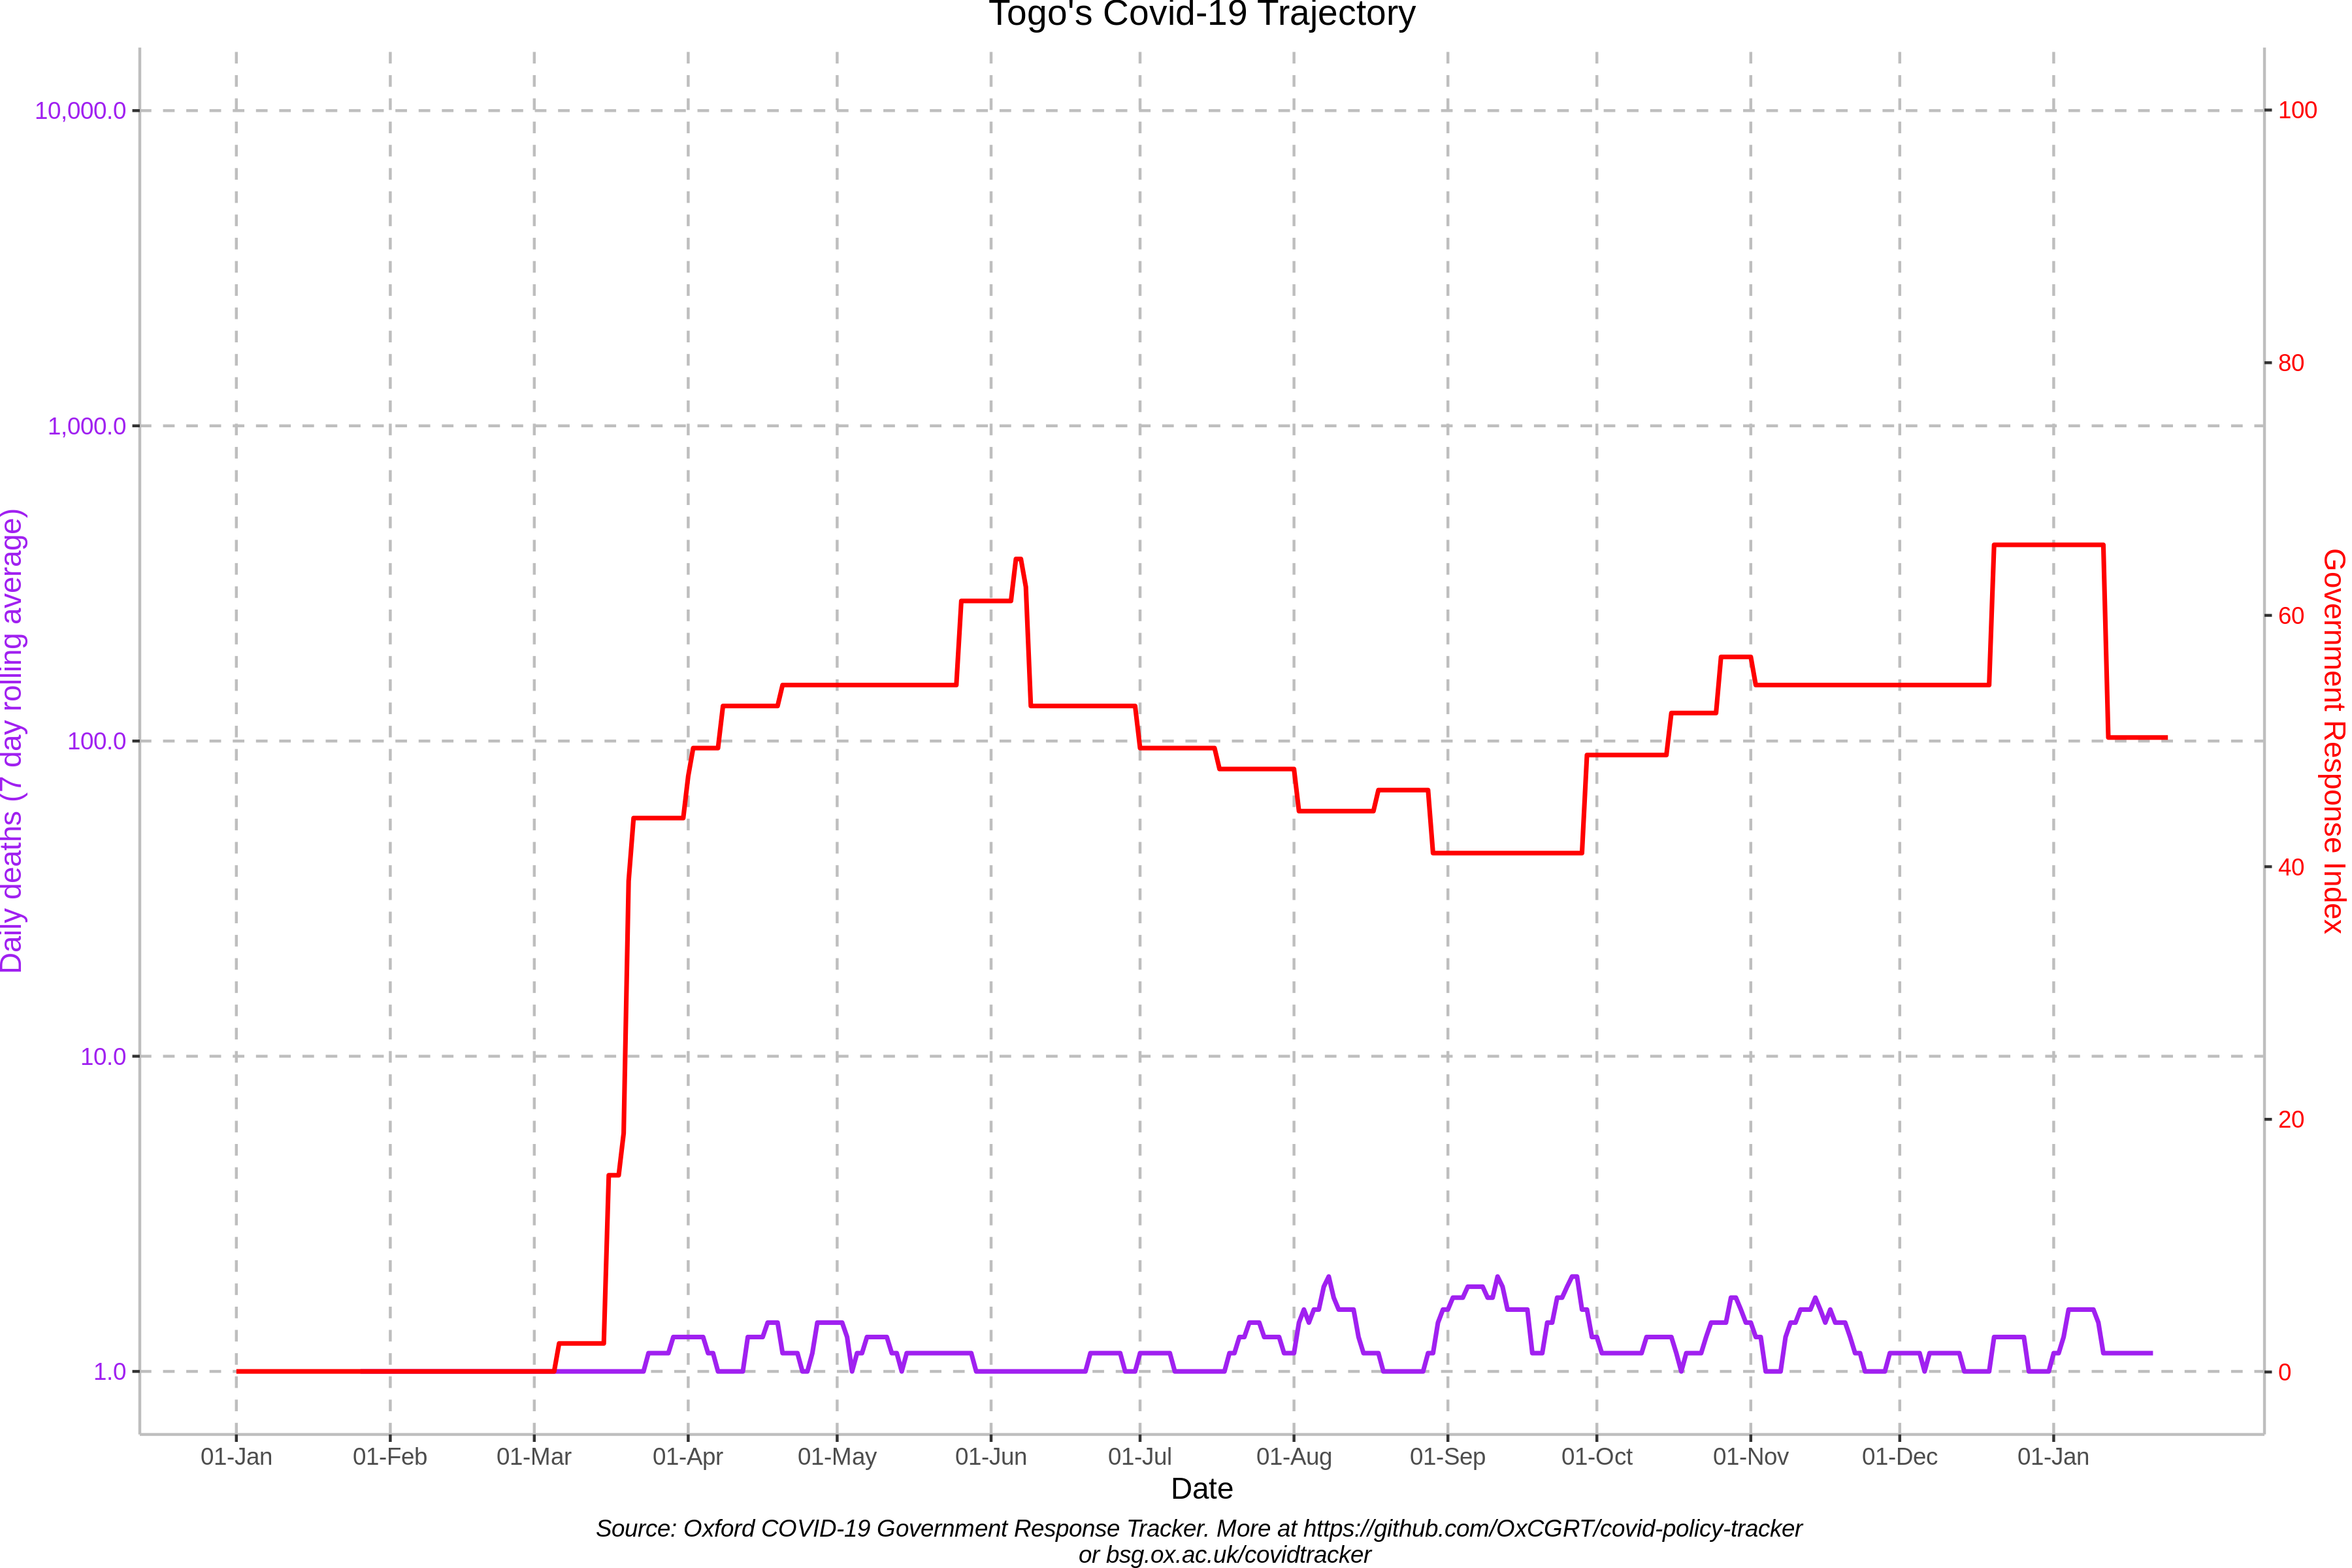 Togo's Covid-19 Trajectory
10,000.0
1,000.0
100.0
10.0
1.0
Daily deaths (7 day rolling average)
100
80
60
40
20
0
Government Response Index
01-Jan
01-Feb
01-Mar
01-Apr
01-May
01-Jun
01-Jul
01-Aug
01-Sep
01-Oct
01-Nov
01-Dec
01-Jan
Date
Source: Oxford COVID-19 Government Response Tracker. More at https://github.com/OxCGRT/covid-policy-tracker
or bsg.ox.ac.uk/covidtracker